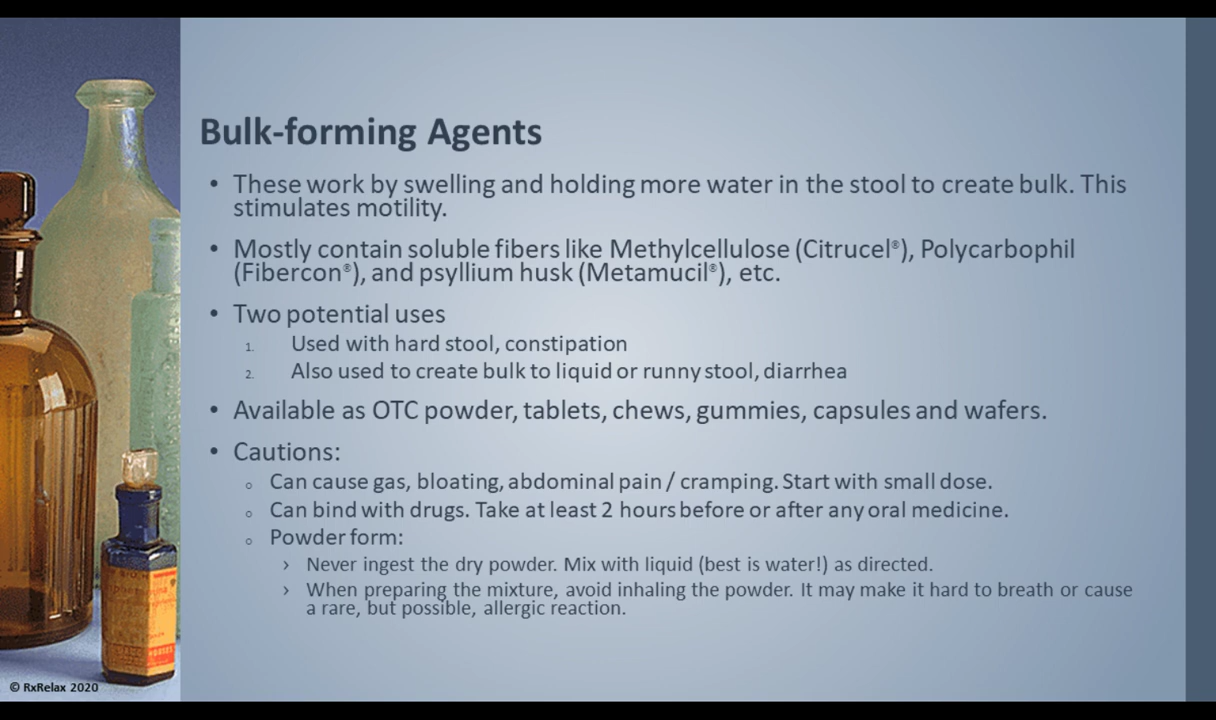 Bulk-forming Agents
• These work by swelling and holding more water in the stool to create bulk. This
stimulates motility.
• Mostly contain soluble fibers like Methylcellulose (Citrucel®), Polycarbophil
(Fibercon®), and psyllium husk (Metamucil®), etc.
• Two potential uses
1. Used with hard stool, constipation
2. Also used to create bulk to liquid or runny stool, diarrhea
• Available as OTC powder, tablets, chews, gummies, capsules and wafers.
• Cautions:
o Can cause gas, bloating, abdominal pain / cramping. Start with small dose.
o Can bind with drugs. Take at least 2 hours before or after any oral medicine.
o Powder form:
› Never ingest the dry powder. Mix with liquid (best is water!) as directed.
› When preparing the mixture, avoid inhaling the powder. It may make it hard to breath or cause
a rare, but possible, allergic reaction.
© RxRelax 2020